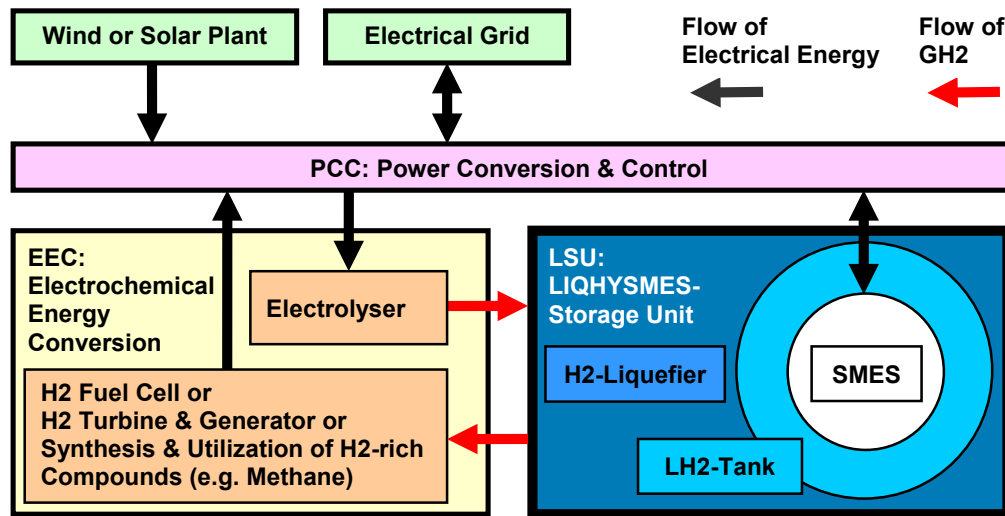 Wind or Solar Plant
Electrical Grid
Flow of
Electrical Energy
Flow of
GH2
PCC: Power Conversion & Control
EEC:
Electrochemical
Energy
Conversion
Electrolyser
H2 Fuel Cell or
H2 Turbine & Generator or
Synthesis & Utilization of H2-rich
Compounds (e.g. Methane)
LSU:
LIQHYSMES-
Storage Unit
H2-Liquefier
SMES
LH2-Tank